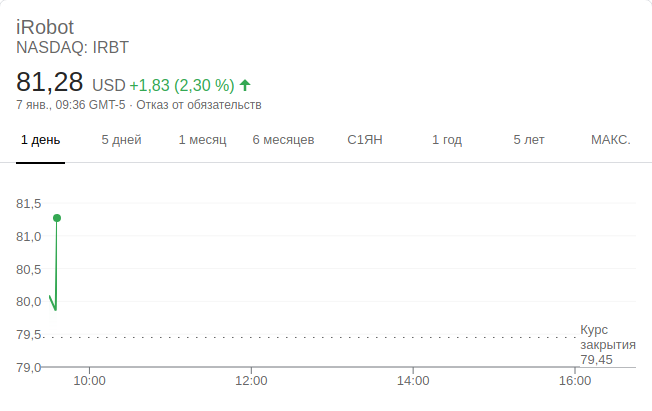 iRobot
NASDAQ: IRBT
81,28 USD +1,83 (2,30 %)
7 янв., 09:36 GMT-5 · Отказ от обязательств
1 день 5 дней 1 месяц 6 месяцев С1ЯН 1 год 5 лет МАКС.
81,5
81,0
80,5
80,0
79,5
79,0
Курс
закрытия
79,45
10:00 12:00 14:00 16:00